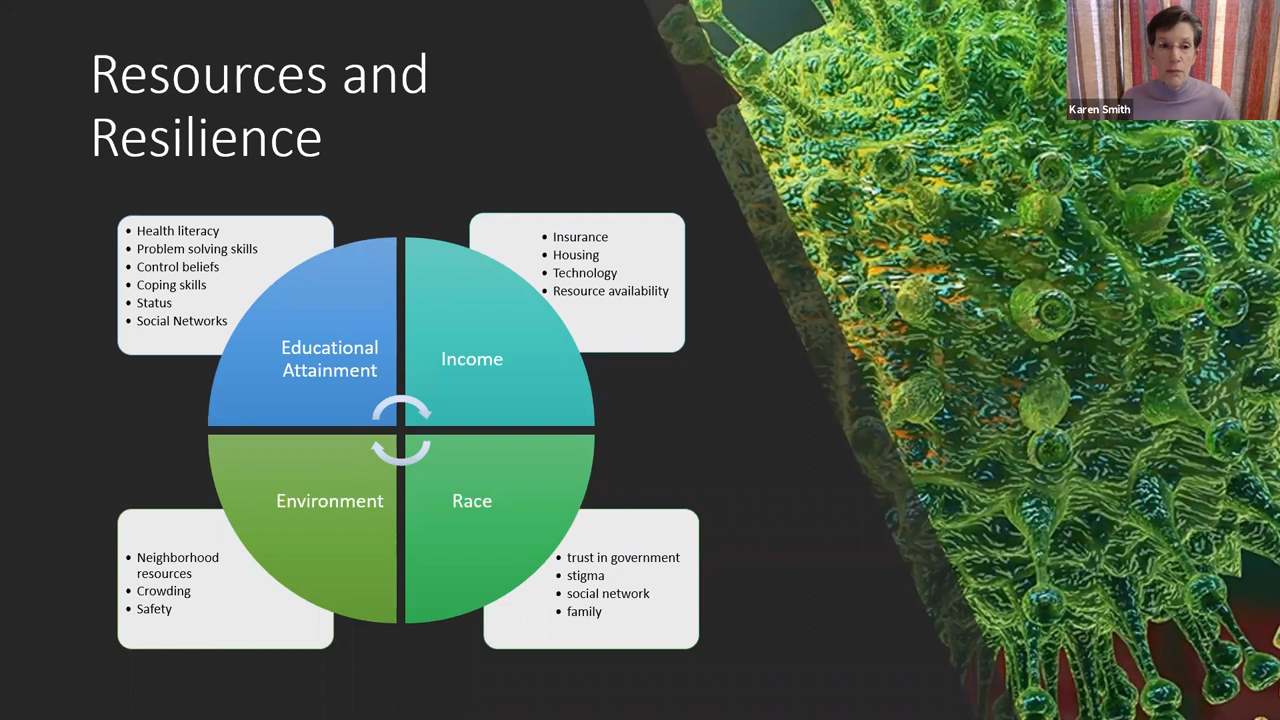 Resources and
Resilience
Karen Smith
• Health literacy
• Problem solving skills
• Control beliefs
• Coping skills
• Status
• Social Networks
• Insurance
• Housing
• Technology
• Resource availability
Educational
Attainment
Income
Environment
Race
• Neighborhood
resources
• Crowding
• Safety
• trust in government
• stigma
• social network
• family